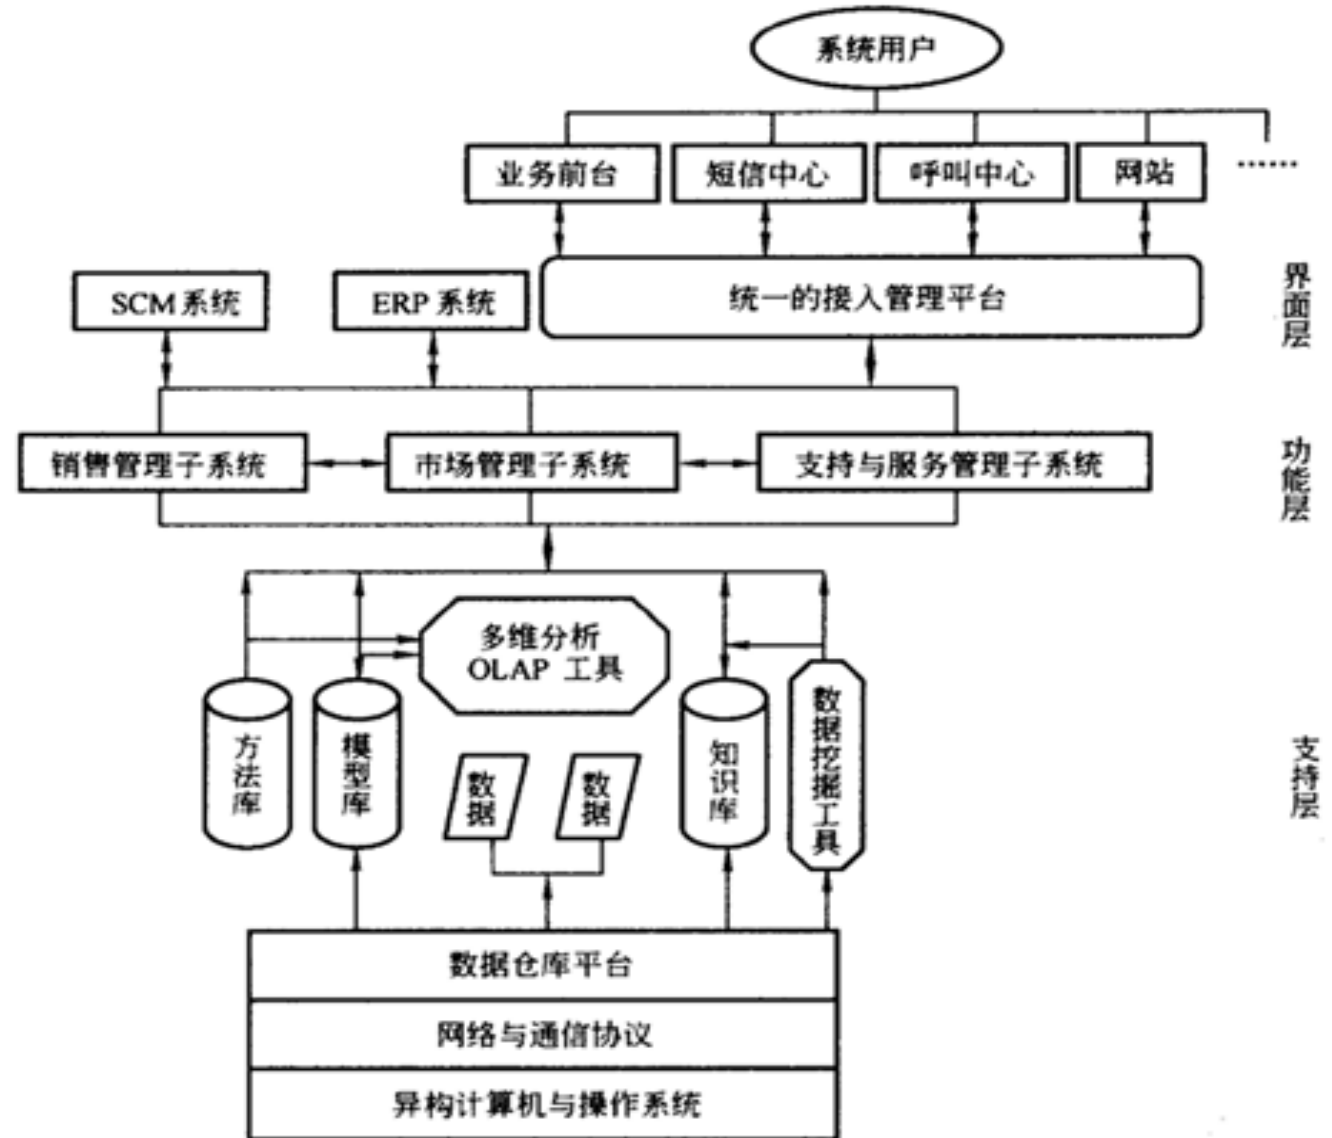 系统用户
业务前台
短信中心
呼叫中心
网站
……
SCM系统
ERP 系统
统一的接入管理平台
界面层
销售管理子系统
市场管理子系统
支持与服务管理子系统
功能层
多维分析
OLAP 工具
方法库
模型库
数据
数据
知识库
数据挖掘工具
支持层
数据仓库平台
网络与通信协议
异构计算机与操作系统